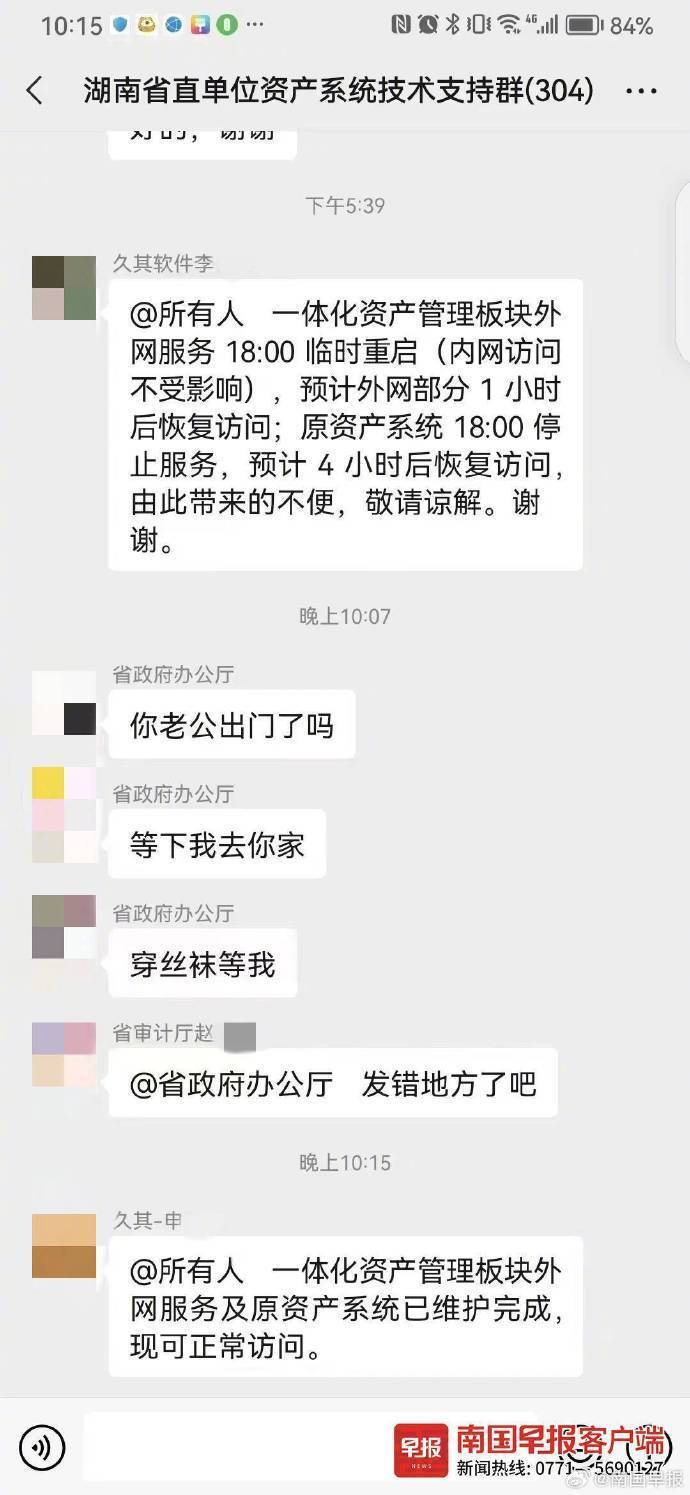 10:15
4G
84%
湖南省直单位资产系统技术支持群(304)
好的，谢谢
下午5:39
久其软件李
@所有人 一体化资产管理板块外
网服务 18:00 临时重启（内网访问
不受影响），预计外网部分 1 小时
后恢复访问；原资产系统 18:00 停
止服务，预计 4 小时后恢复访问，
由此带来的不便，敬请谅解。谢
谢。
晚上10:07
省政府办公厅
你老公出门了吗
省政府办公厅
等下我去你家
省政府办公厅
穿丝袜等我
省审计厅赵
@省政府办公厅 发错地方了吧
晚上10:15
久其-申
@所有人 一体化资产管理板块外
网服务及原资产系统已维护完成，
现可正常访问。
早报
NEWS
南国早报客户端
新闻热线: 0771-5690127
@南国早报